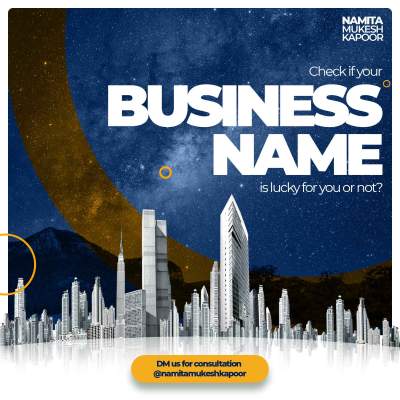 NAMITA
MUKESH
KAPOOR
Check if your
BUSINESS
NAME
is lucky for you or not?
DM us for consultation
@namitamukeshkapoor